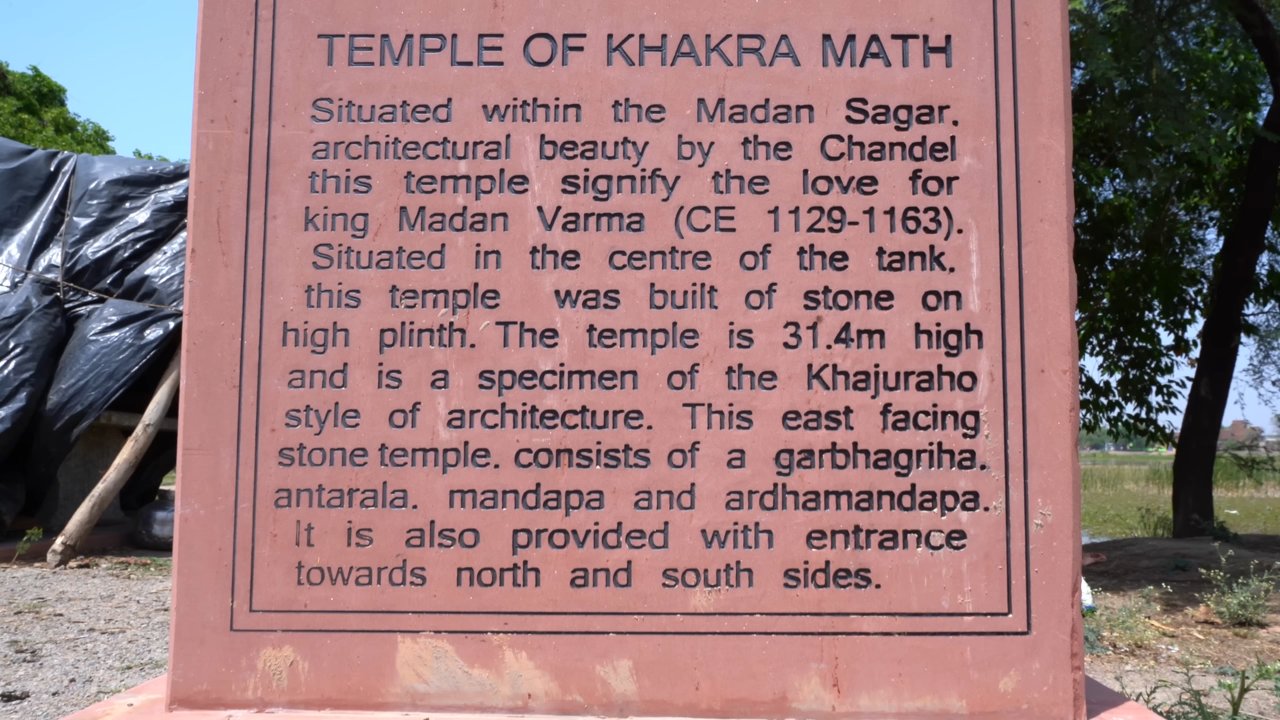 TEMPLE OF KHAKRA MATH
Situated within the Madan Sagar.
architectural beauty by the Chandel
this temple signify the love for
king Madan Varma (CE 1129-1163).
Situated in the centre of the tank.
this temple was built of stone on
high plinth. The temple is 31.4m high
and is a specimen of the Khajuraho
style of architecture. This east facing
stone temple. consists of a garbhagriha.
antarala. mandapa and ardhamandapa.
It is also provided with entrance
towards north and south sides.